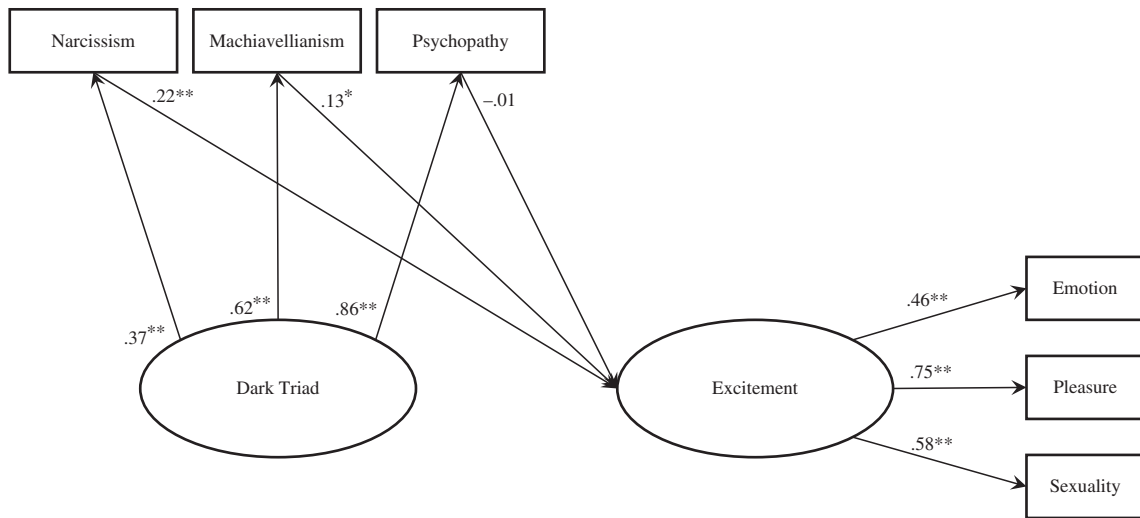 Narcissism
Machiavellianism
Psychopathy
.22**
.13*
–.01
.37**
.62**
.86**
Dark Triad
Excitement
.46**
.75**
.58**
Emotion
Pleasure
Sexuality